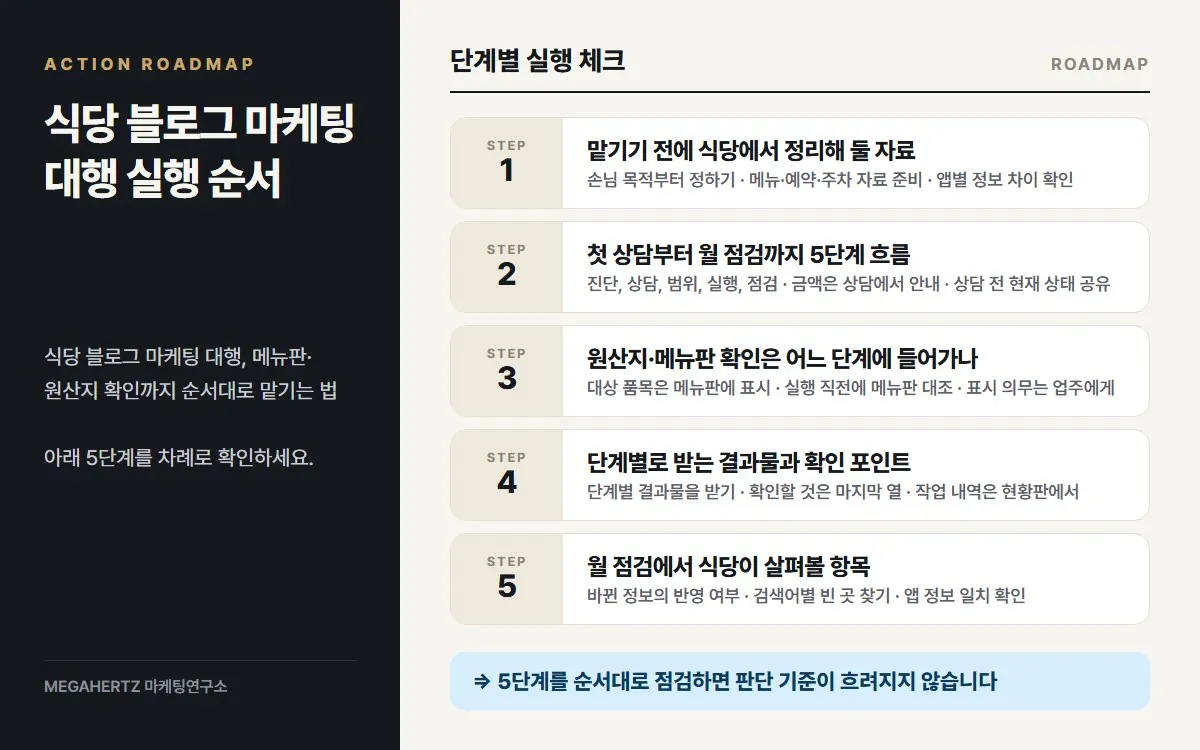 ACTION ROADMAP
식당 블로그 마케팅
대행 실행 순서
식당 블로그 마케팅 대행, 메뉴판·
원산지 확인까지 순서대로 맡기는 법
아래 5단계를 차례로 확인하세요.
MEGAHERTZ 마케팅연구소
단계별 실행 체크
ROADMAP
STEP
1
맡기기 전에 식당에서 정리해 둘 자료
손님 목적부터 정하기 · 메뉴·예약·주차 자료 준비 · 앱별 정보 차이 확인
STEP
2
첫 상담부터 월 점검까지 5단계 흐름
진단, 상담, 범위, 실행, 점검 · 금액은 상담에서 안내 · 상담 전 현재 상태 공유
STEP
3
원산지·메뉴판 확인은 어느 단계에 들어가나
대상 품목은 메뉴판에 표시 · 실행 직전에 메뉴판 대조 · 표시 의무는 업주에게
STEP
4
단계별로 받는 결과물과 확인 포인트
단계별 결과물을 받기 · 확인할 것은 마지막 열 · 작업 내역은 현황판에서
STEP
5
월 점검에서 식당이 살펴볼 항목
바뀐 정보의 반영 여부 · 검색어별 빈 곳 찾기 · 앱 정보 일치 확인
→ 5단계를 순서대로 점검하면 판단 기준이 흐려지지 않습니다